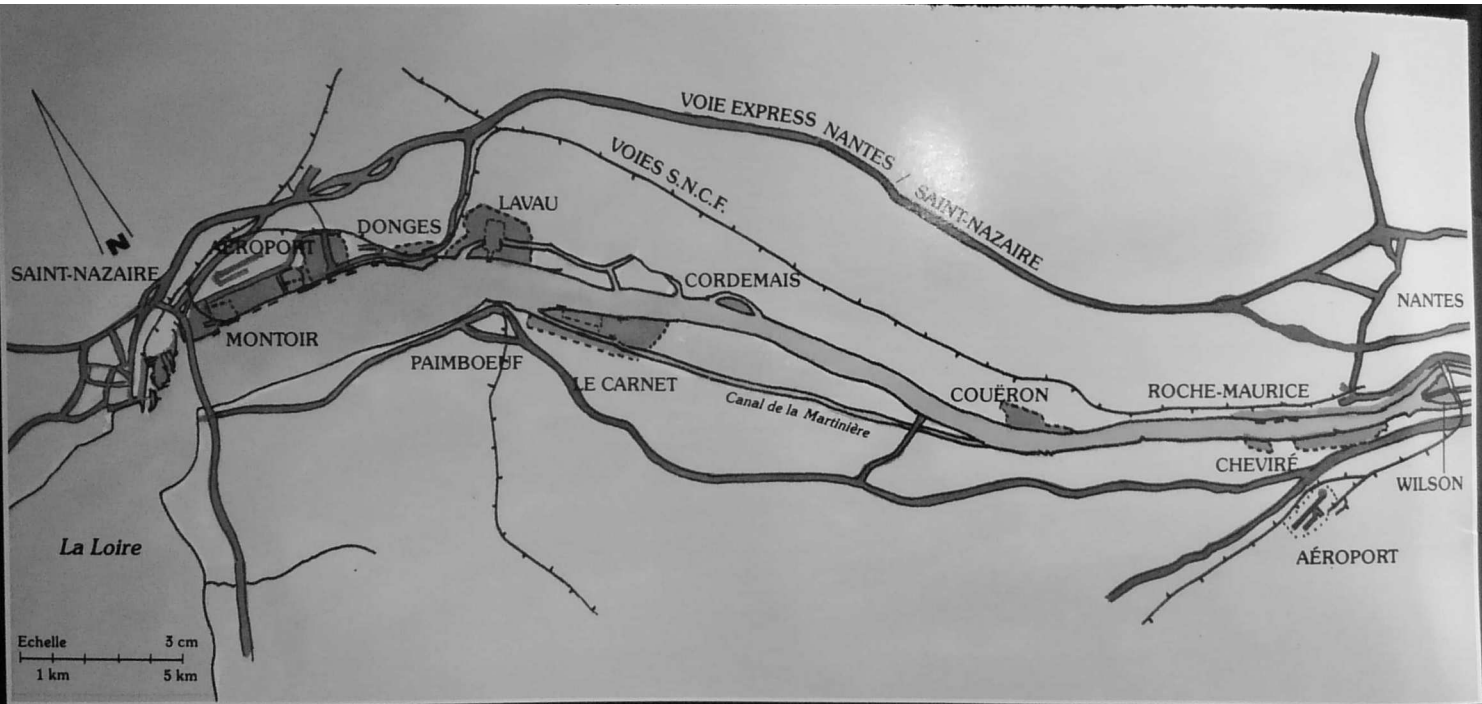 VOIE EXPRESS NANTES / SAINT-NAZAIRE
VOIES S.N.C.F.
LAVAU
DONGES
AÉROPORT
N
SAINT-NAZAIRE
CORDEMAIS
NANTES
MONTOIR
PAIMBOEUF
LE CARNET
Canal de la Martinière
COUËRON
ROCHE-MAURICE
CHEVIRÉ
WILSON
La Loire
AÉROPORT
Echelle 3 cm
1 km 5 km